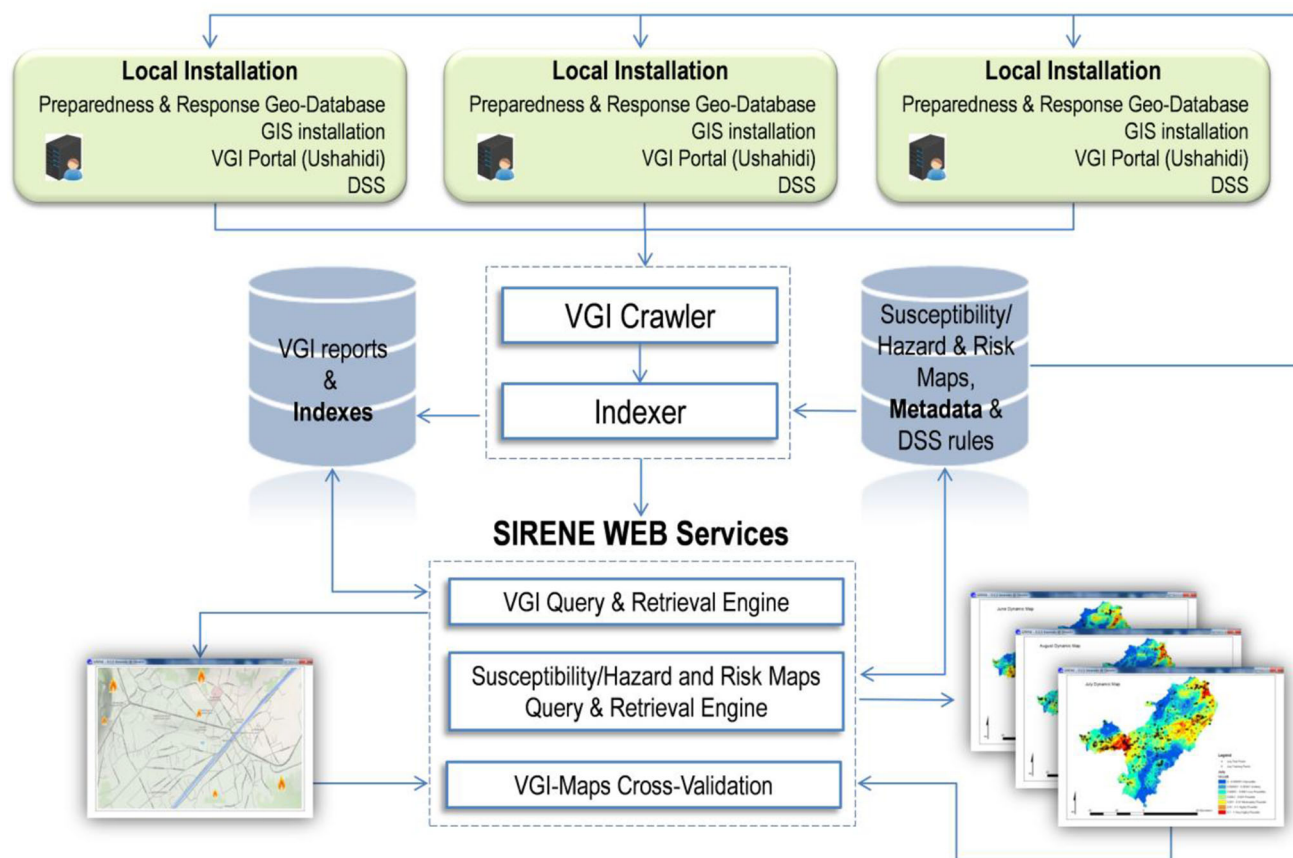 Local Installation
Preparedness & Response Geo-Database
GIS installation
VGI Portal (Ushahidi)
DSS
Local Installation
Preparedness & Response Geo-Database
GIS installation
VGI Portal (Ushahidi)
DSS
Local Installation
Preparedness & Response Geo-Database
GIS installation
VGI Portal (Ushahidi)
DSS
VGI reports
&
Indexes
VGI Crawler
Indexer
Susceptibility/
Hazard & Risk
Maps,
Metadata &
DSS rules
SIRENE WEB Services
VGI Query & Retrieval Engine
Susceptibility/Hazard and Risk Maps
Query & Retrieval Engine
VGI-Maps Cross-Validation
June Dynamic Map
August Dynamic Map
July Dynamic Map
Legend